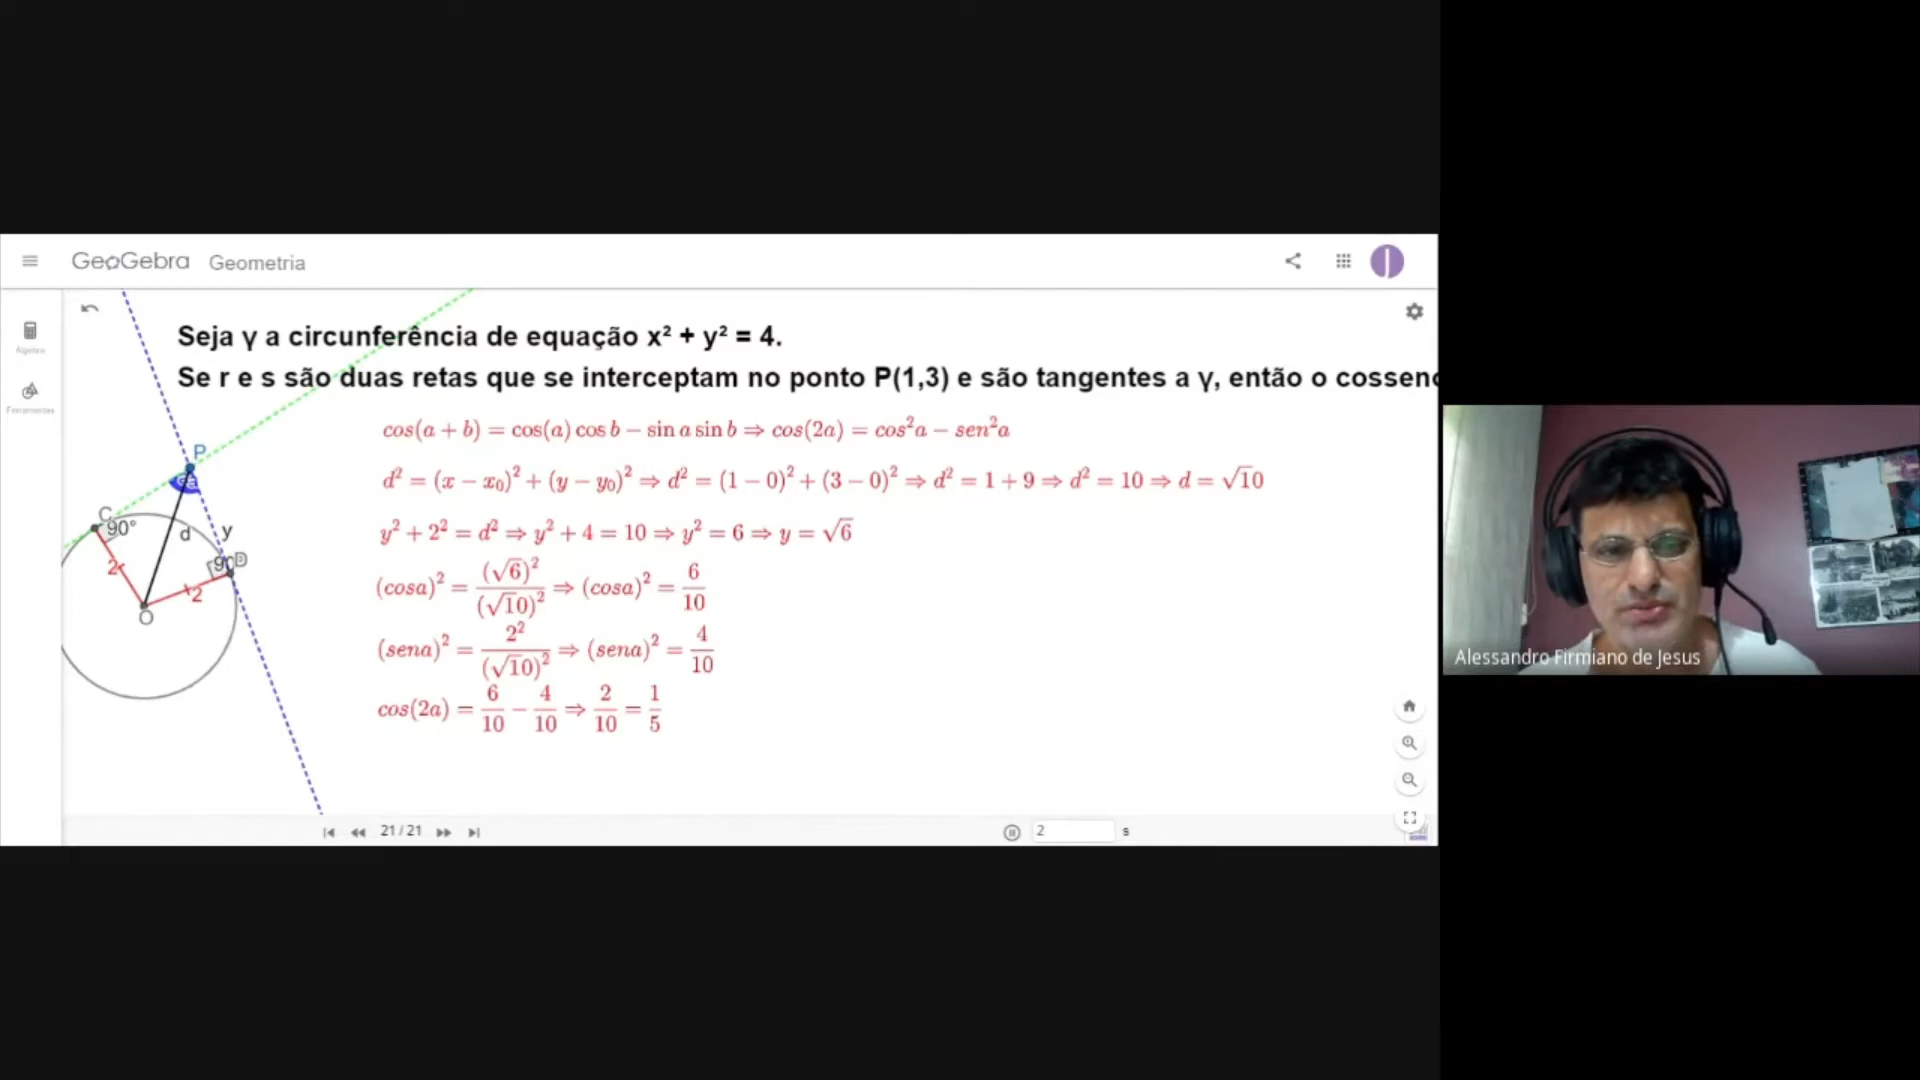 GeoGebra Geometria
Álgebra
Ferramentas
Seja γ a circunferência de equação x² + y² = 4.
Se r e s são duas retas que se interceptam no ponto P(1,3) e são tangentes a γ, então o cosseno
cos(a + b) = cos(a) cos b − sin a sin b ⇒ cos(2a) = cos²a − sen²a
d² = (x − x₀)² + (y − y₀)² ⇒ d² = (1 − 0)² + (3 − 0)² ⇒ d² = 1 + 9 ⇒ d² = 10 ⇒ d = √10
y² + 2² = d² ⇒ y² + 4 = 10 ⇒ y² = 6 ⇒ y = √6
(cosa)² = (√6)²/(√10)² ⇒ (cosa)² = 6/10
(sena)² = 2²/(√10)² ⇒ (sena)² = 4/10
cos(2a) = 6/10 − 4/10 ⇒ 2/10 = 1/5
P
2a
C
90°
d
y
90°
D
2
2
O
21 / 21
2 s
J
Alessandro Firmiano de Jesus